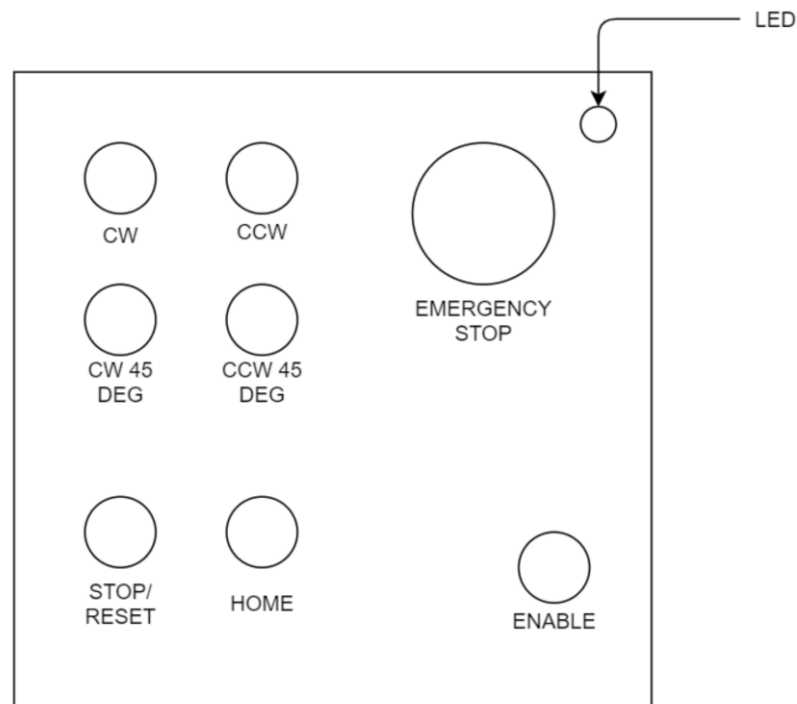 LED
CW
CCW
EMERGENCY
STOP
CW 45
DEG
CCW 45
DEG
STOP/
RESET
HOME
ENABLE